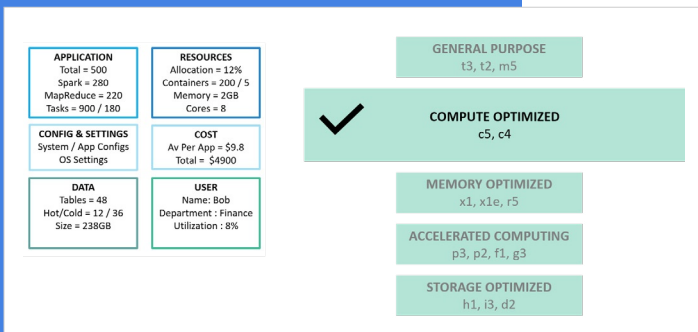 APPLICATION
Total = 500
Spark = 280
MapReduce = 220
Tasks = 900 / 180
RESOURCES
Allocation = 12%
Containers = 200 / 5
Memory = 2GB
Cores = 8
CONFIG & SETTINGS
System / App Configs
OS Settings
COST
Av Per App = $9.8
Total = $4900
DATA
Tables = 48
Hot/Cold = 12 / 36
Size = 238GB
USER
Name: Bob
Department : Finance
Utilization : 8%
GENERAL PURPOSE
t3, t2, m5
COMPUTE OPTIMIZED
c5, c4
MEMORY OPTIMIZED
x1, x1e, r5
ACCELERATED COMPUTING
p3, p2, f1, g3
STORAGE OPTIMIZED
h1, i3, d2